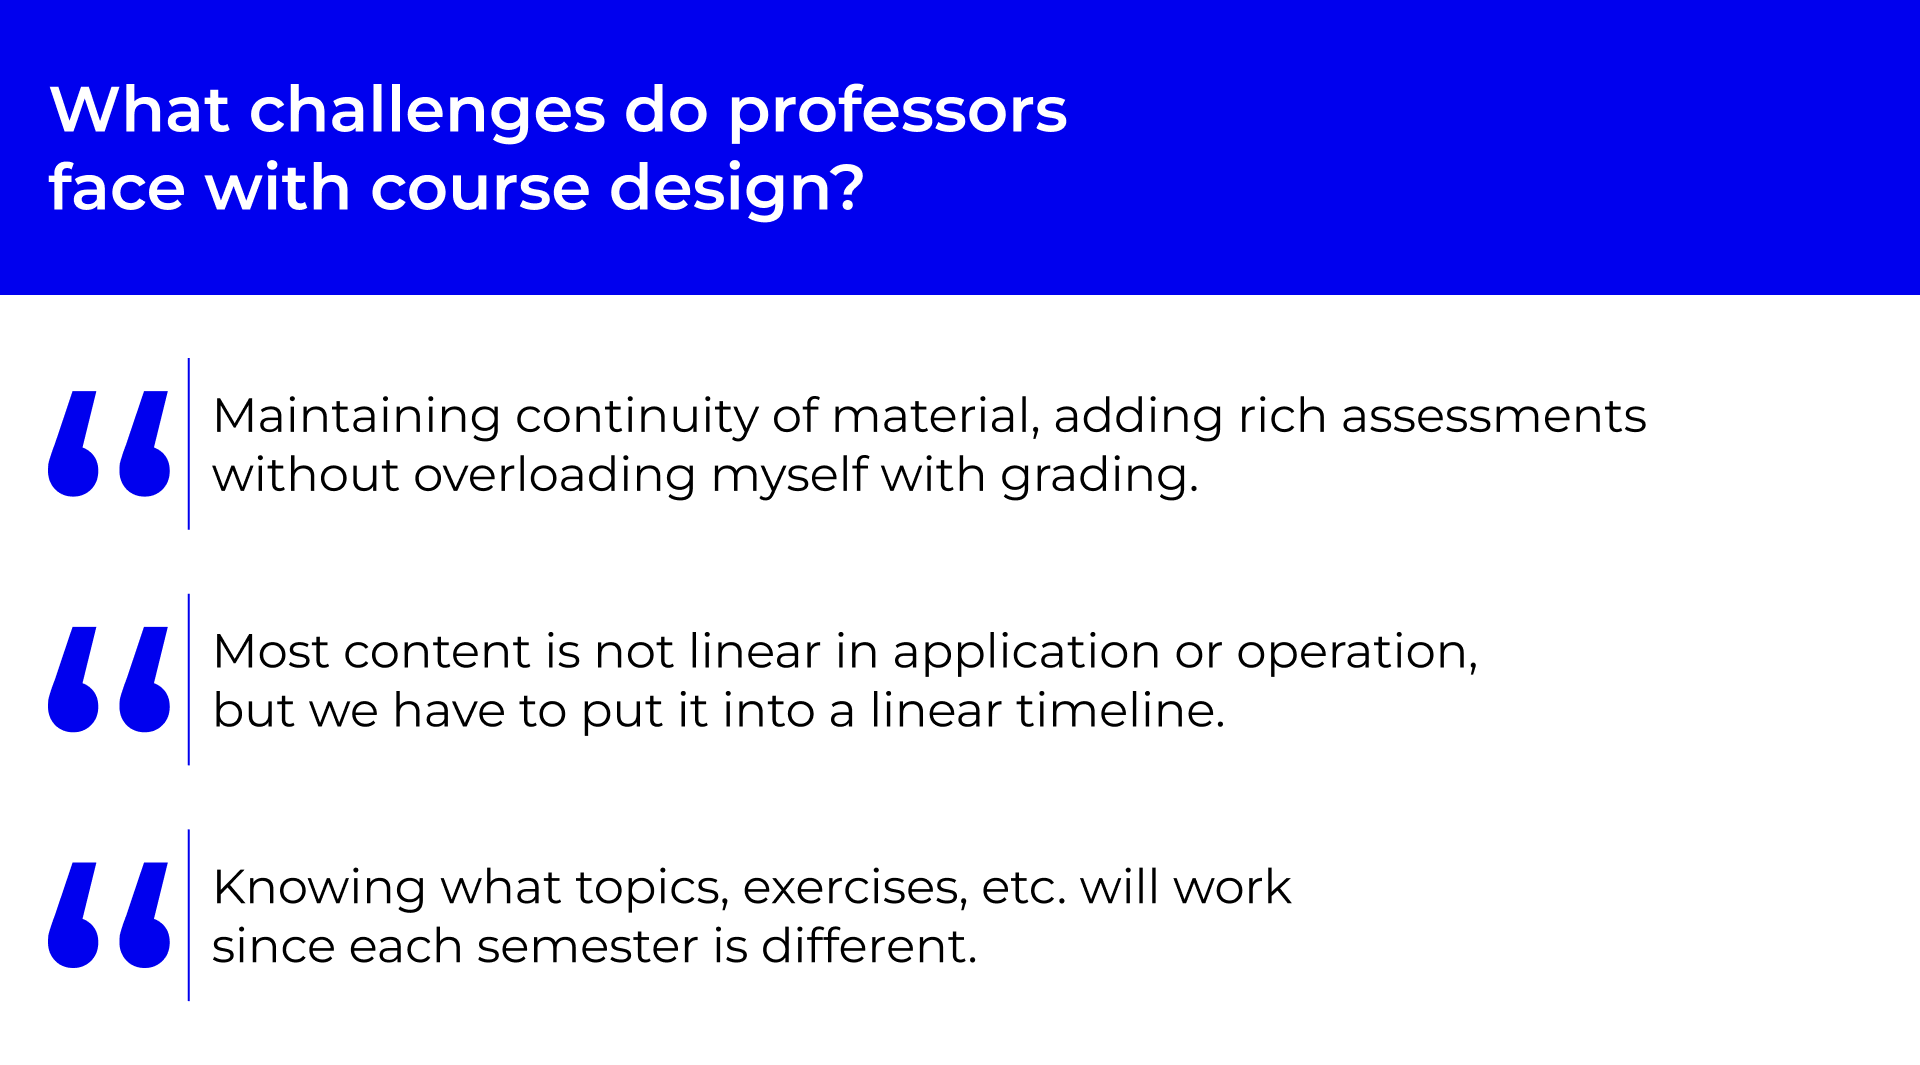 What challenges do professors
face with course design?
“
Maintaining continuity of material, adding rich assessments
without overloading myself with grading.
“
Most content is not linear in application or operation,
but we have to put it into a linear timeline.
“
Knowing what topics, exercises, etc. will work
since each semester is different.